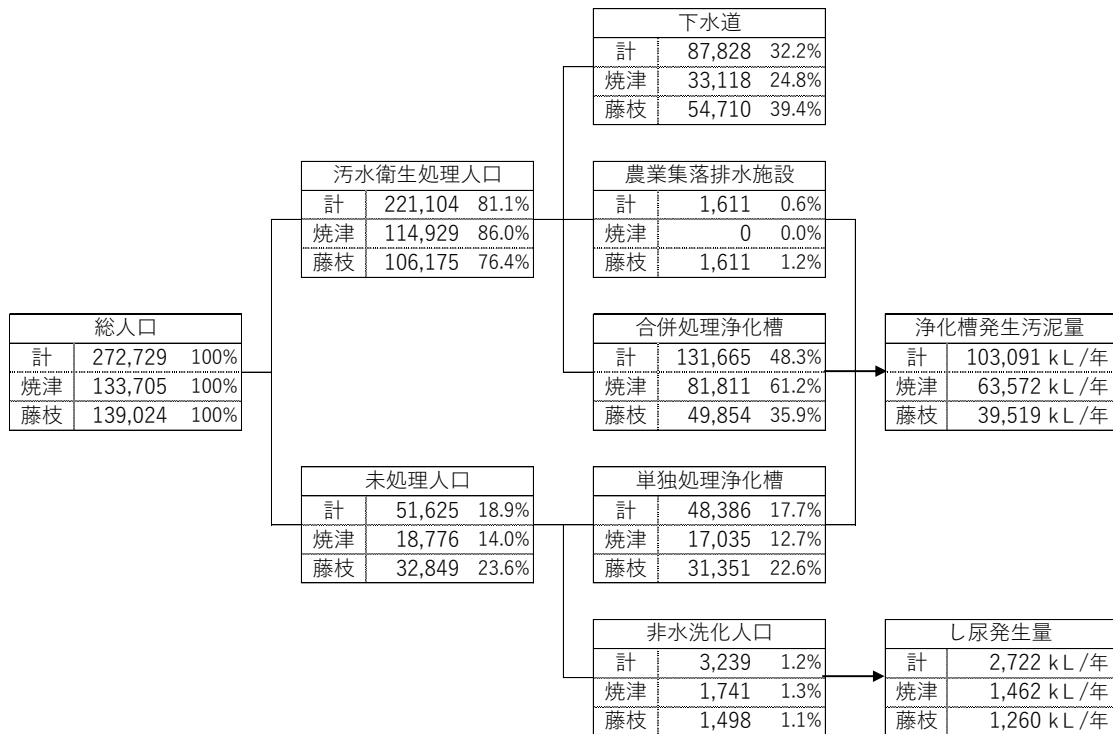 下水道
計 87,828 32.2%
焼津 33,118 24.8%
藤枝 54,710 39.4%
汚水衛生処理人口
計 221,104 81.1%
焼津 114,929 86.0%
藤枝 106,175 76.4%
農業集落排水施設
計 1,611 0.6%
焼津 0 0.0%
藤枝 1,611 1.2%
総人口
計 272,729 100%
焼津 133,705 100%
藤枝 139,024 100%
合併処理浄化槽
計 131,665 48.3%
焼津 81,811 61.2%
藤枝 49,854 35.9%
浄化槽発生汚泥量
計 103,091 kL/年
焼津 63,572 kL/年
藤枝 39,519 kL/年
未処理人口
計 51,625 18.9%
焼津 18,776 14.0%
藤枝 32,849 23.6%
単独処理浄化槽
計 48,386 17.7%
焼津 17,035 12.7%
藤枝 31,351 22.6%
非水洗化人口
計 3,239 1.2%
焼津 1,741 1.3%
藤枝 1,498 1.1%
し尿発生量
計 2,722 kL/年
焼津 1,462 kL/年
藤枝 1,260 kL/年